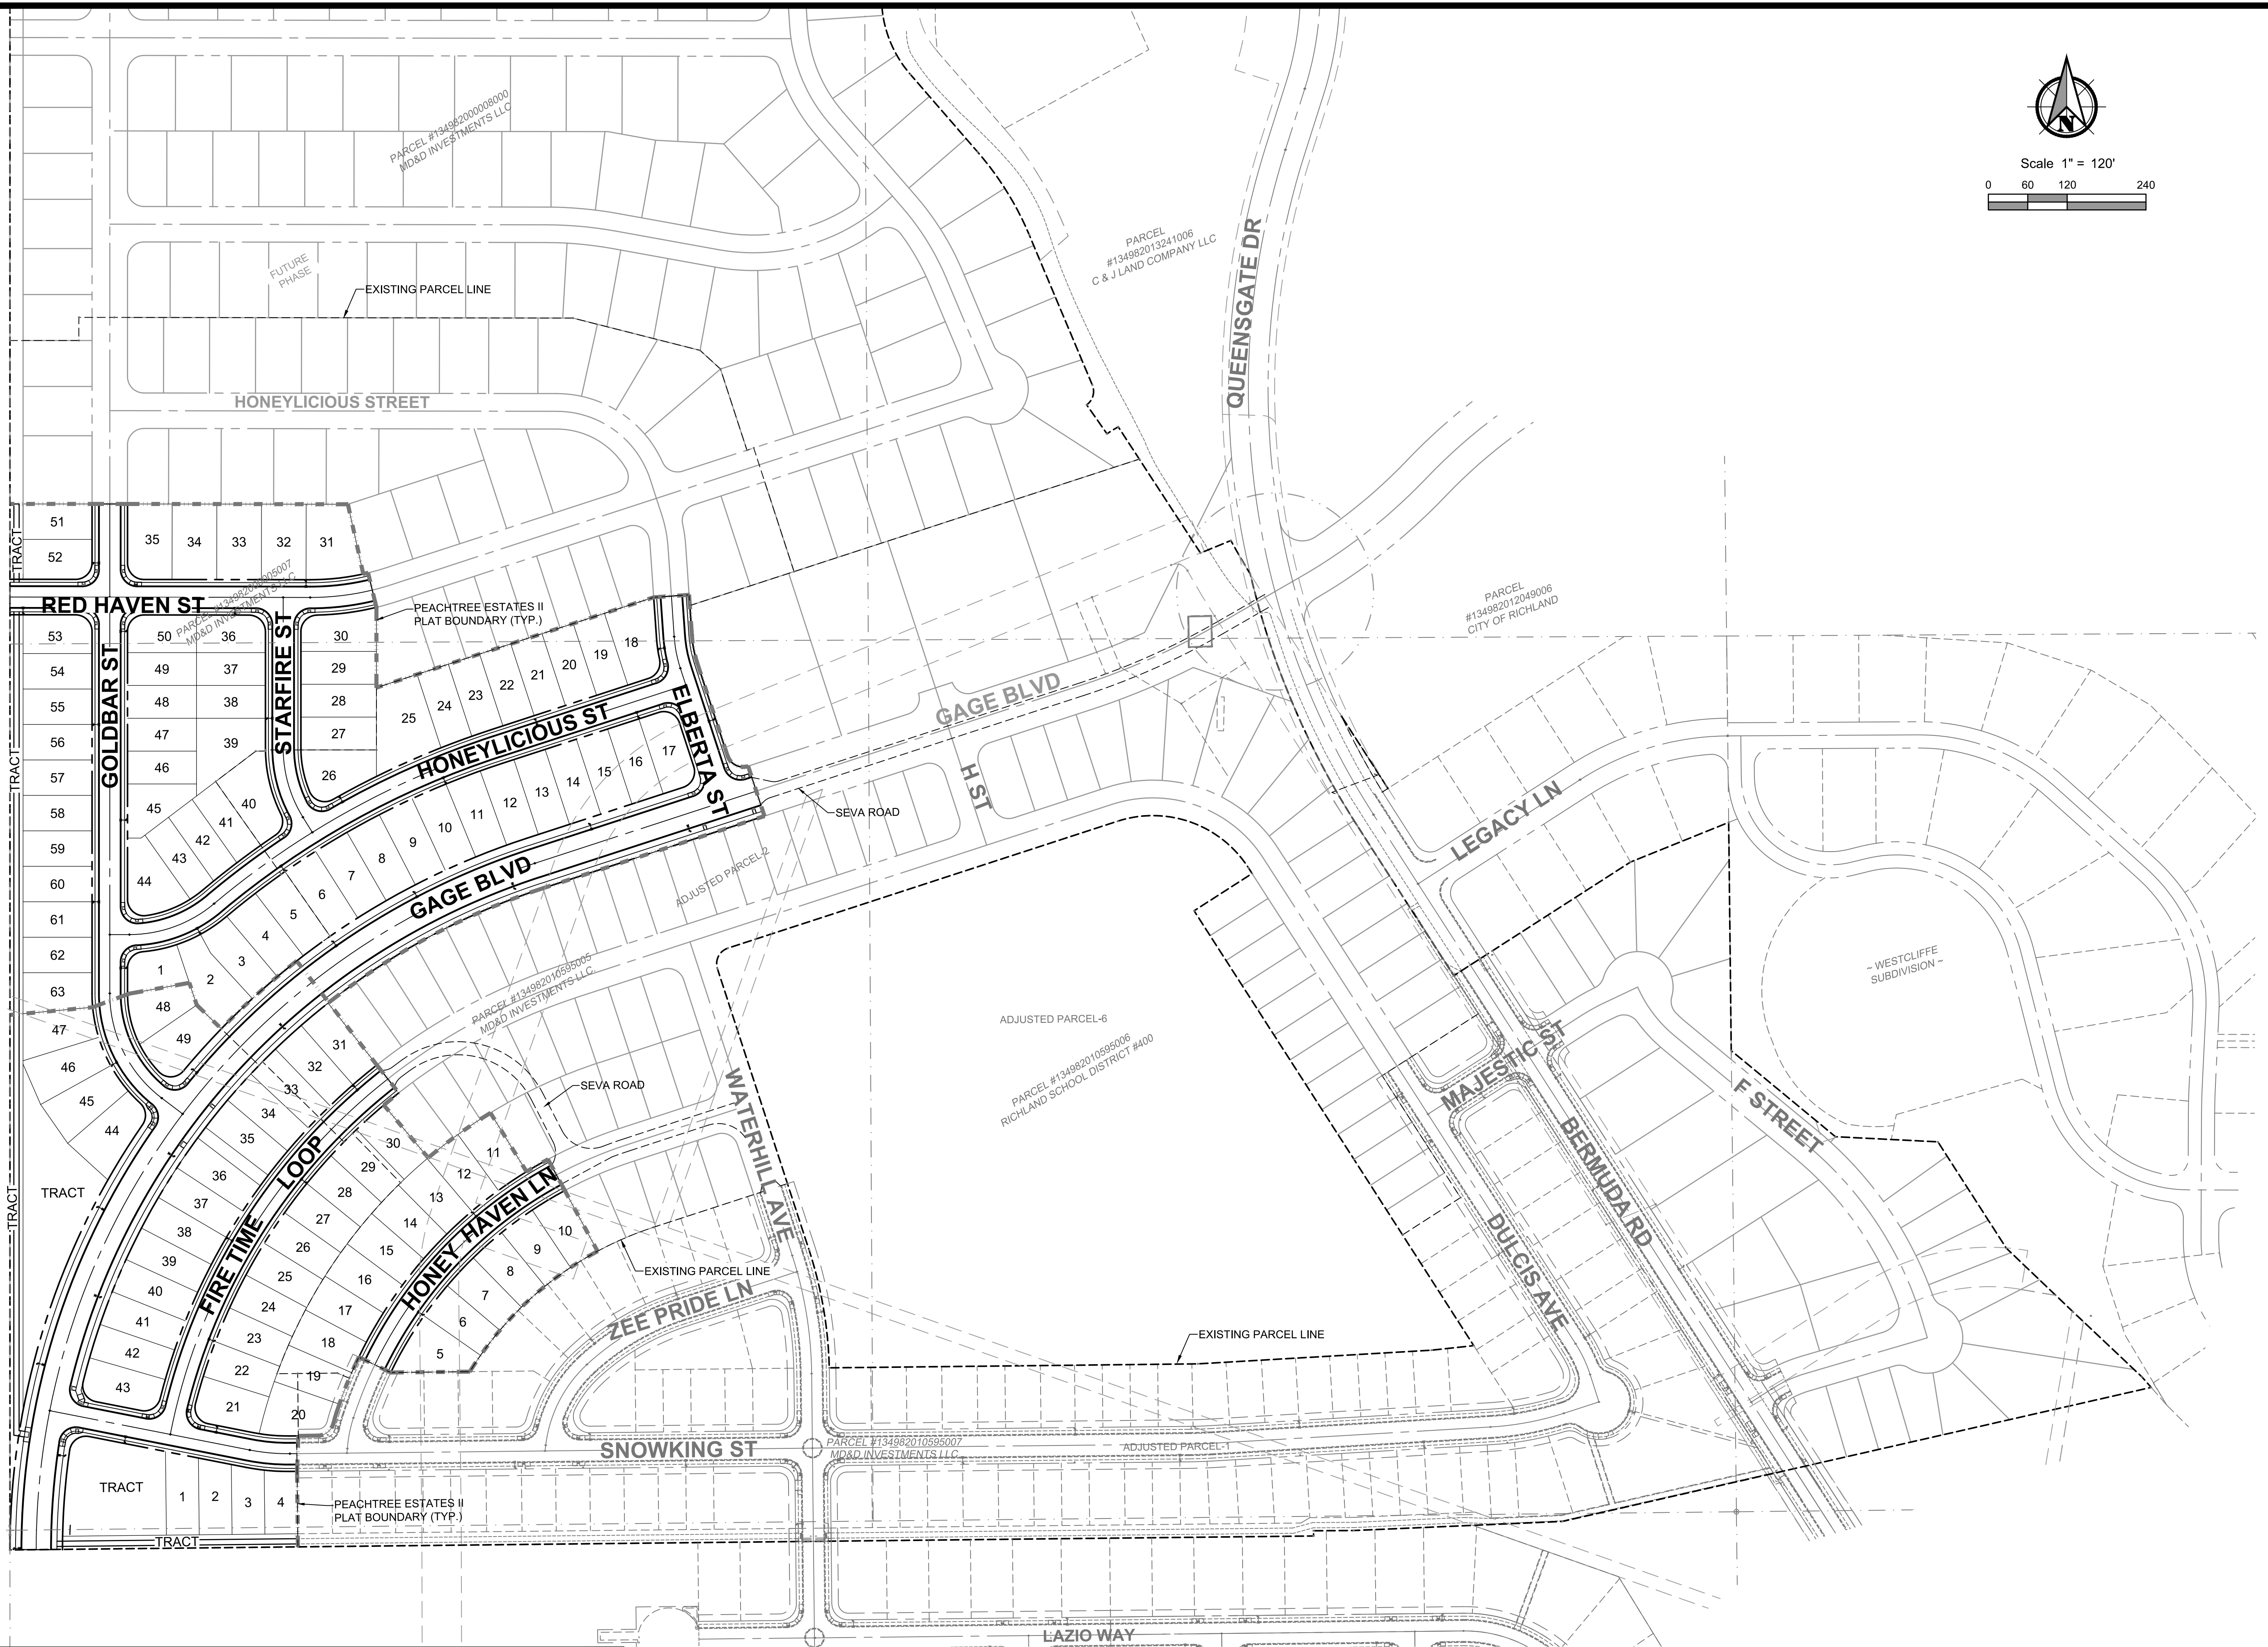 N
Scale 1" = 120'
0 60 120 240
PARCEL #134982000008000
MD&D INVESTMENTS LLC
PARCEL
#134982013241006
C & J LAND COMPANY LLC
QUEENSGATE DR
FUTURE
PHASE
EXISTING PARCEL LINE
HONEYLICIOUS STREET
51
52
TRACT
35
34
33
32
31
RED HAVEN ST
MD&D INVESTMENTS LLC
PEACHTREE ESTATES II
PLAT BOUNDARY (TYP.)
PARCEL
#134982012049006
CITY OF RICHLAND
53
54
55
56
57
58
59
60
61
62
63
TRACT
GOLDBAR ST
50
49
48
47
46
45
44
36
37
38
39
40
41
42
43
STARFIRE ST
30
29
28
27
26
25
24
23
22
21
20
19
18
HONEYLICIOUS ST
ELBERTA ST
17
16
15
14
13
12
11
10
9
8
7
6
5
4
3
2
1
GAGE BLVD
GAGE BLVD
H ST
SEVA ROAD
ADJUSTED PARCEL-2
LEGACY LN
~ WESTCLIFFE
SUBDIVISION ~
PARCEL #134982010595005
MD&D INVESTMENTS LLC
ADJUSTED PARCEL-6
PARCEL #134982010595006
RICHLAND SCHOOL DISTRICT #400
48
49
47
46
45
44
TRACT
TRACT
31
32
33
34
35
36
37
38
39
40
41
42
43
FIRE TIME LOOP
30
29
28
27
26
25
24
23
22
21
SEVA ROAD
11
12
13
14
15
16
17
18
19
20
HONEY HAVEN LN
10
9
8
7
6
5
WATERHILL AVE
EXISTING PARCEL LINE
ZEE PRIDE LN
MAJESTIC ST
F STREET
BERMUDA RD
DULCIS AVE
EXISTING PARCEL LINE
SNOWKING ST
PARCEL #134982010595007
MD&D INVESTMENTS LLC
ADJUSTED PARCEL-1
TRACT
1
2
3
4
PEACHTREE ESTATES II
PLAT BOUNDARY (TYP.)
TRACT
LAZIO WAY